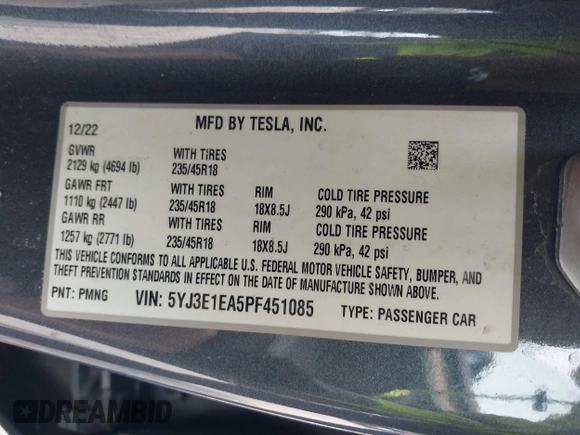 MFD BY TESLA, INC.
12/22
GVWR WITH TIRES
2129 kg (4694 lb) 235/45R18
GAWR FRT WITH TIRES RIM COLD TIRE PRESSURE
1110 kg (2447 lb) 235/45R18 18X8.5J 290 kPa, 42 psi
GAWR RR WITH TIRES RIM COLD TIRE PRESSURE
1257 kg (2771 lb) 235/45R18 18X8.5J 290 kPa, 42 psi
THIS VEHICLE CONFORMS TO ALL APPLICABLE U.S. FEDERAL MOTOR VEHICLE SAFETY, BUMPER, AND
THEFT PREVENTION STANDARDS IN EFFECT ON THE DATE OF MANUFACTURE SHOWN ABOVE.
PNT: PMNG VIN: 5YJ3E1EA5PF451085 TYPE: PASSENGER CAR
DREAMBID